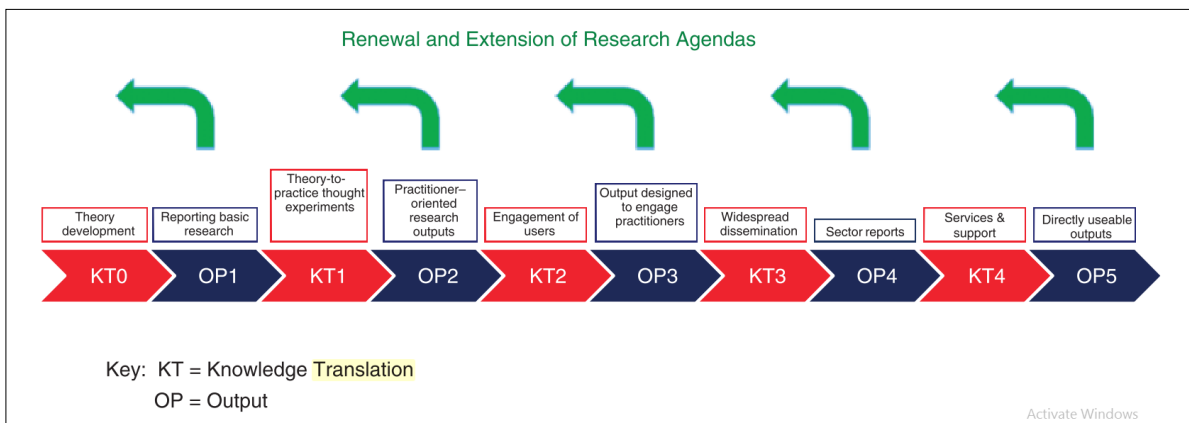 Renewal and Extension of Research Agendas
Theory
development
Reporting basic
research
Theory-to-
practice thought
experiments
Practitioner–
oriented
research
outputs
Engagement of
users
Output designed
to engage
practitioners
Widespread
dissemination
Sector reports
Services &
support
Directly useable
outputs
KT0
OP1
KT1
OP2
KT2
OP3
KT3
OP4
KT4
OP5
Key: KT = Knowledge Translation
OP = Output
Activate Windows